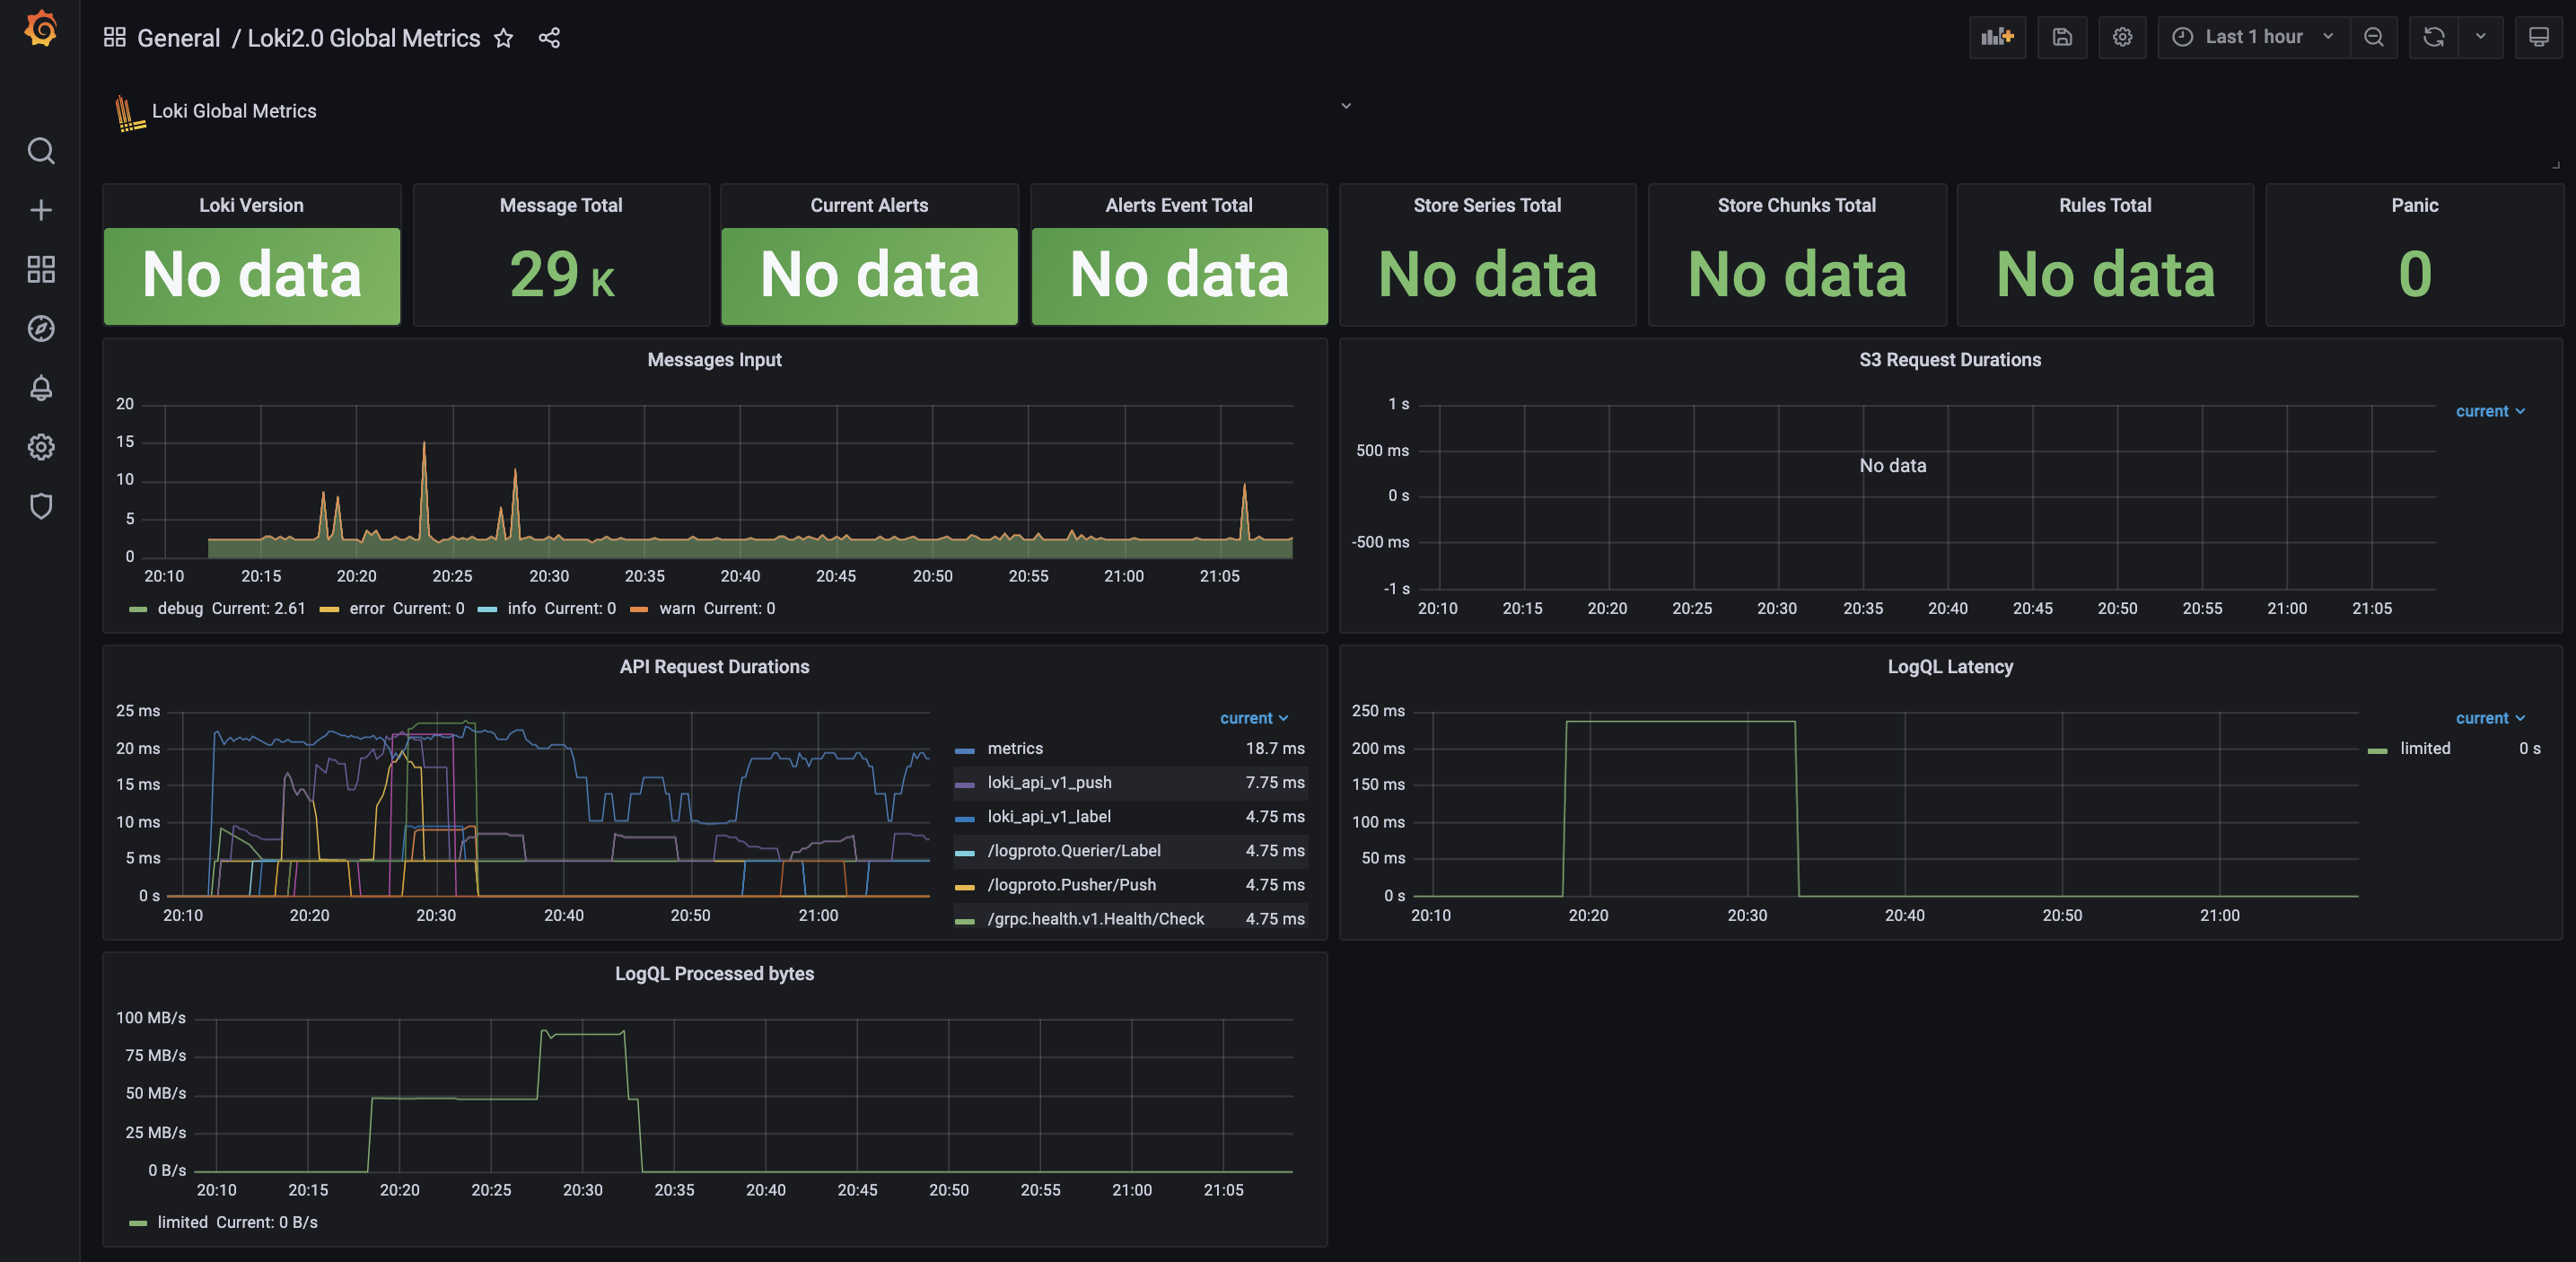 General / Loki2.0 Global Metrics
Last 1 hour
Loki Global Metrics
Loki Version
No data
Message Total
29 K
Current Alerts
No data
Alerts Event Total
No data
Store Series Total
No data
Store Chunks Total
No data
Rules Total
No data
Panic
0
Messages Input
20
15
10
5
0
20:10 20:15 20:20 20:25 20:30 20:35 20:40 20:45 20:50 20:55 21:00 21:05
debug Current: 2.61 error Current: 0 info Current: 0 warn Current: 0
S3 Request Durations
current
1 s
500 ms
0 s
-500 ms
-1 s
No data
20:10 20:15 20:20 20:25 20:30 20:35 20:40 20:45 20:50 20:55 21:00 21:05
API Request Durations
25 ms
20 ms
15 ms
10 ms
5 ms
0 s
20:10 20:20 20:30 20:40 20:50 21:00
current
metrics 18.7 ms
loki_api_v1_push 7.75 ms
loki_api_v1_label 4.75 ms
/logproto.Querier/Label 4.75 ms
/logproto.Pusher/Push 4.75 ms
/grpc.health.v1.Health/Check 4.75 ms
LogQL Latency
250 ms
200 ms
150 ms
100 ms
50 ms
0 s
20:10 20:20 20:30 20:40 20:50 21:00
current
limited 0 s
LogQL Processed bytes
100 MB/s
75 MB/s
50 MB/s
25 MB/s
0 B/s
20:10 20:15 20:20 20:25 20:30 20:35 20:40 20:45 20:50 20:55 21:00 21:05
limited Current: 0 B/s